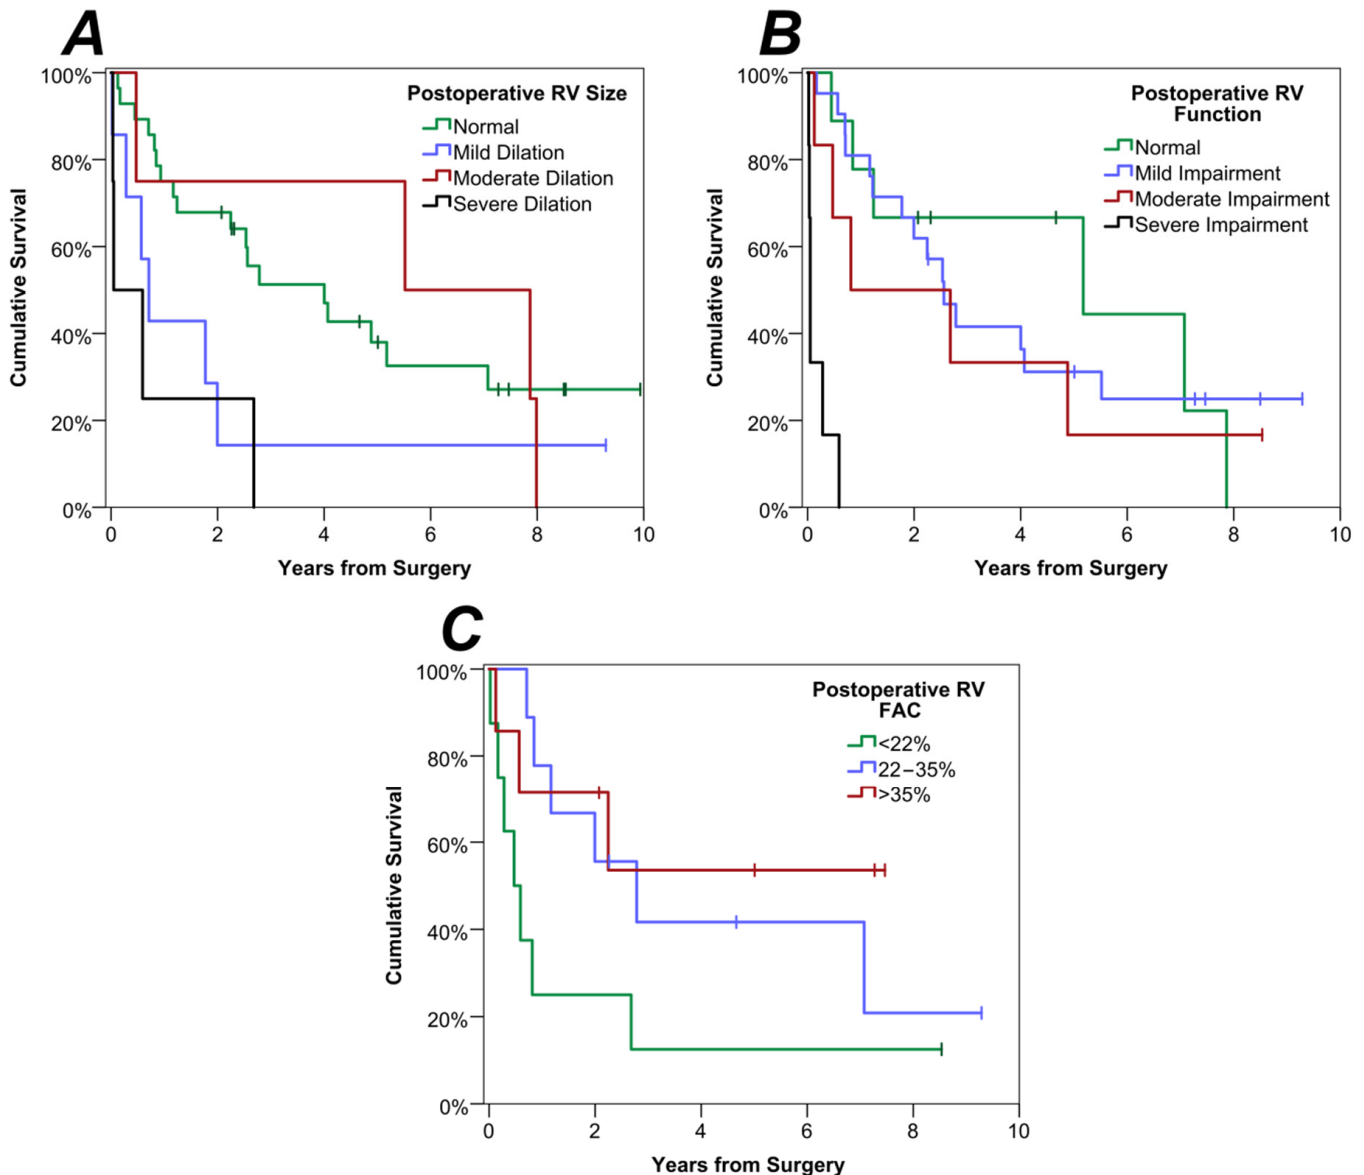 A
Postoperative RV Size
Normal
Mild Dilation
Moderate Dilation
Severe Dilation
100%
80%
60%
40%
20%
0%
Cumulative Survival
0 2 4 6 8 10
Years from Surgery
B
Postoperative RV
Function
Normal
Mild Impairment
Moderate Impairment
Severe Impairment
100%
80%
60%
40%
20%
0%
Cumulative Survival
0 2 4 6 8 10
Years from Surgery
C
Postoperative RV
FAC
<22%
22–35%
>35%
100%
80%
60%
40%
20%
0%
Cumulative Survival
0 2 4 6 8 10
Years from Surgery